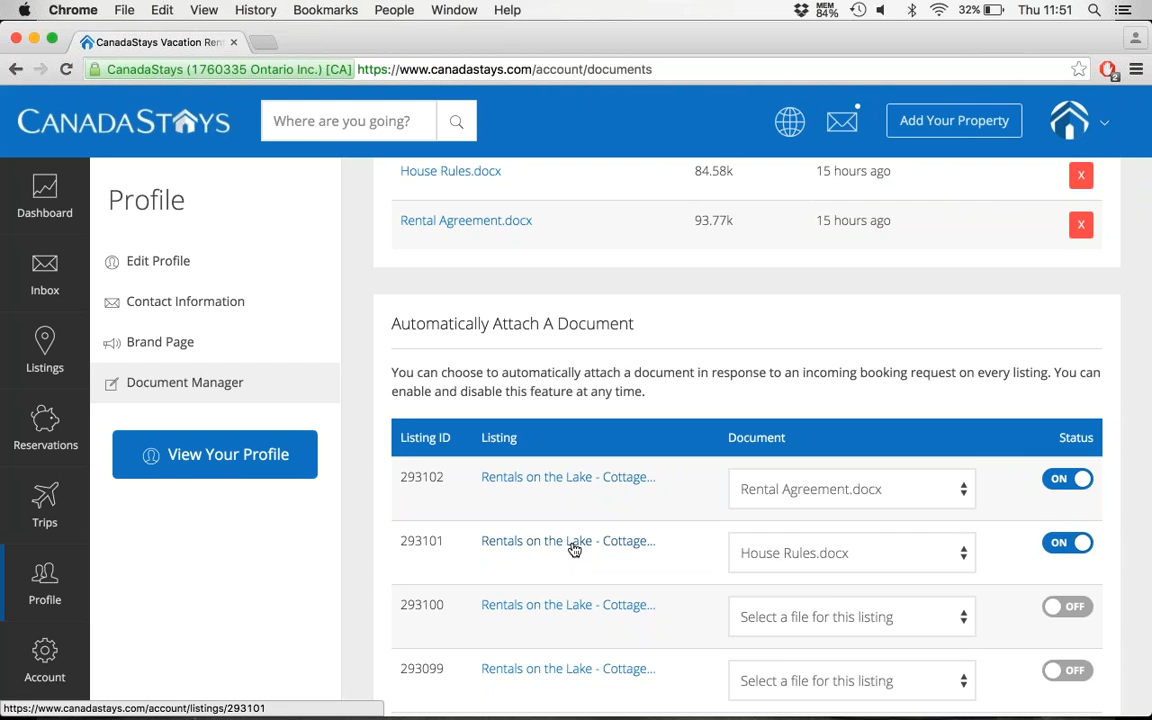 Chrome File Edit View History Bookmarks People Window Help MEM 84% 32% Thu 11:51
CanadaStays Vacation Ren
CanadaStays (1760335 Ontario Inc.) [CA] https://www.canadastays.com/account/documents 2
CANADASTAYS Where are you going? Add Your Property
Dashboard
Inbox
Listings
Reservations
Trips
Profile
Account
Profile
Edit Profile
Contact Information
Brand Page
Document Manager
View Your Profile
House Rules.docx 84.58k 15 hours ago X
Rental Agreement.docx 93.77k 15 hours ago X
Automatically Attach A Document
You can choose to automatically attach a document in response to an incoming booking request on every listing. You can
enable and disable this feature at any time.
Listing ID Listing Document Status
293102 Rentals on the Lake - Cottage... Rental Agreement.docx ON
293101 Rentals on the Lake - Cottage... House Rules.docx ON
293100 Rentals on the Lake - Cottage... Select a file for this listing OFF
293099 Rentals on the Lake - Cottage... Select a file for this listing OFF
https://www.canadastays.com/account/listings/293101